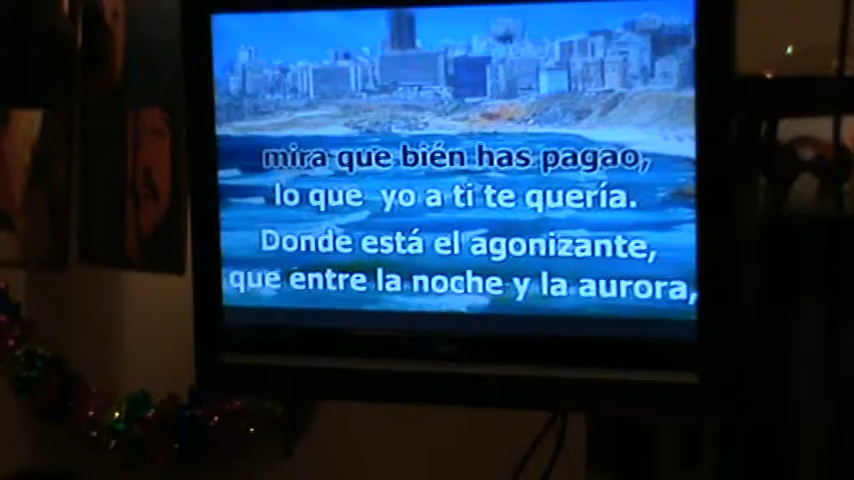 mira que bién has pagao,
lo que yo a ti te quería.
Donde está el agonizante,
que entre la noche y la aurora,